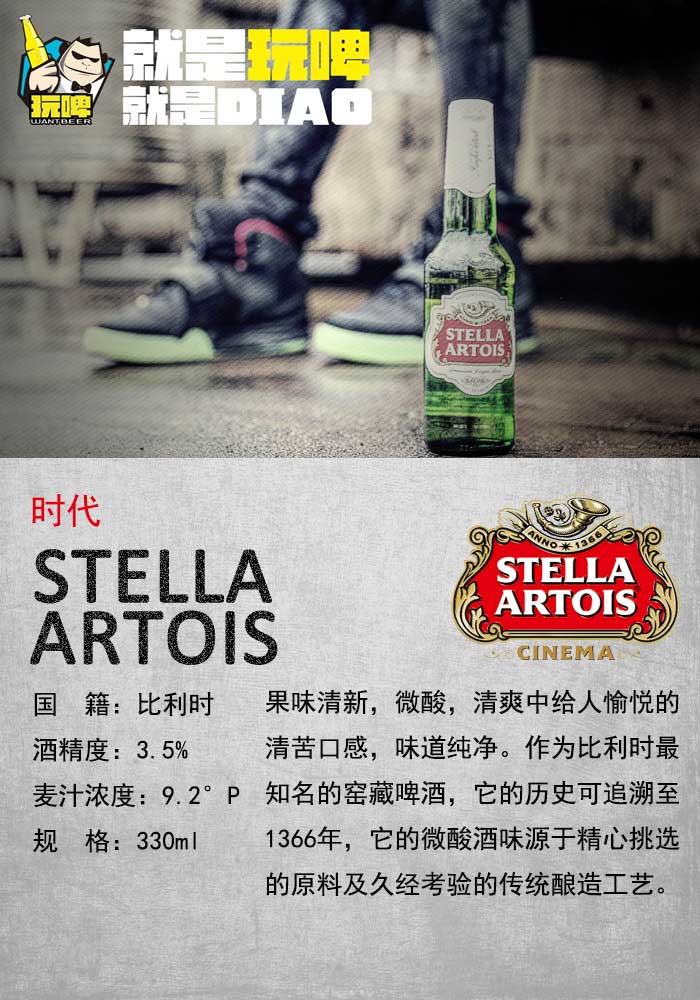 就是玩啤
就是DIAO
玩啤
WANTBEER
STELLA
ARTOIS
时代
STELLA
ARTOIS
ANNO 1366
STELLA
ARTOIS
CINEMA
国 籍：比利时
酒精度：3.5%
麦汁浓度：9.2°P
规 格：330ml
果味清新，微酸，清爽中给人愉悦的
清苦口感，味道纯净。作为比利时最
知名的窖藏啤酒，它的历史可追溯至
1366年，它的微酸酒味源于精心挑选
的原料及久经考验的传统酿造工艺。